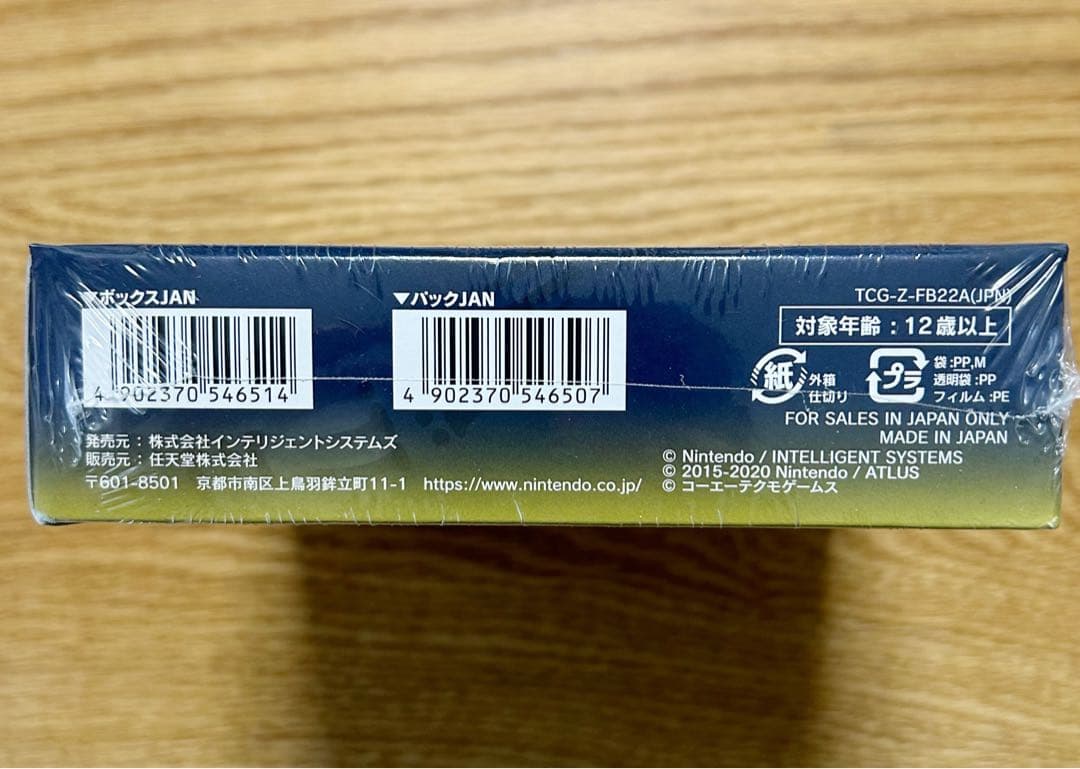 ▼ボックスJAN
4 902370 546514
▼パックJAN
4 902370 546507
TCG-Z-FB22A(JPN)
対象年齢：12歳以上
紙
外箱
仕切り
プラ
袋:PP,M
透明袋:PP
フィルム:PE
FOR SALES IN JAPAN ONLY
MADE IN JAPAN
発売元：株式会社インテリジェントシステムズ
販売元：任天堂株式会社
〒601-8501 京都市南区上鳥羽鉾立町11-1 https://www.nintendo.co.jp/
© Nintendo / INTELLIGENT SYSTEMS
© 2015-2020 Nintendo / ATLUS
© コーエーテクモゲームス